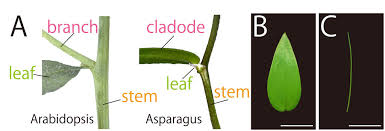 A
branch
leaf
stem
Arabidopsis
cladode
leaf
stem
Asparagus
B
C